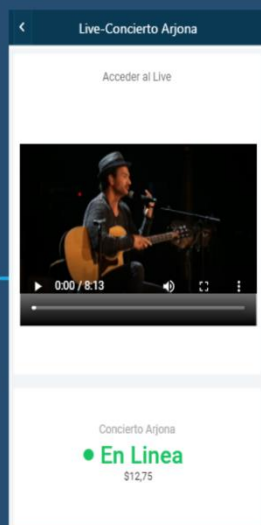 Live-Concierto Arjona
Acceder al Live
0:00 / 8:13
Concierto Arjona
En Linea
$12,75